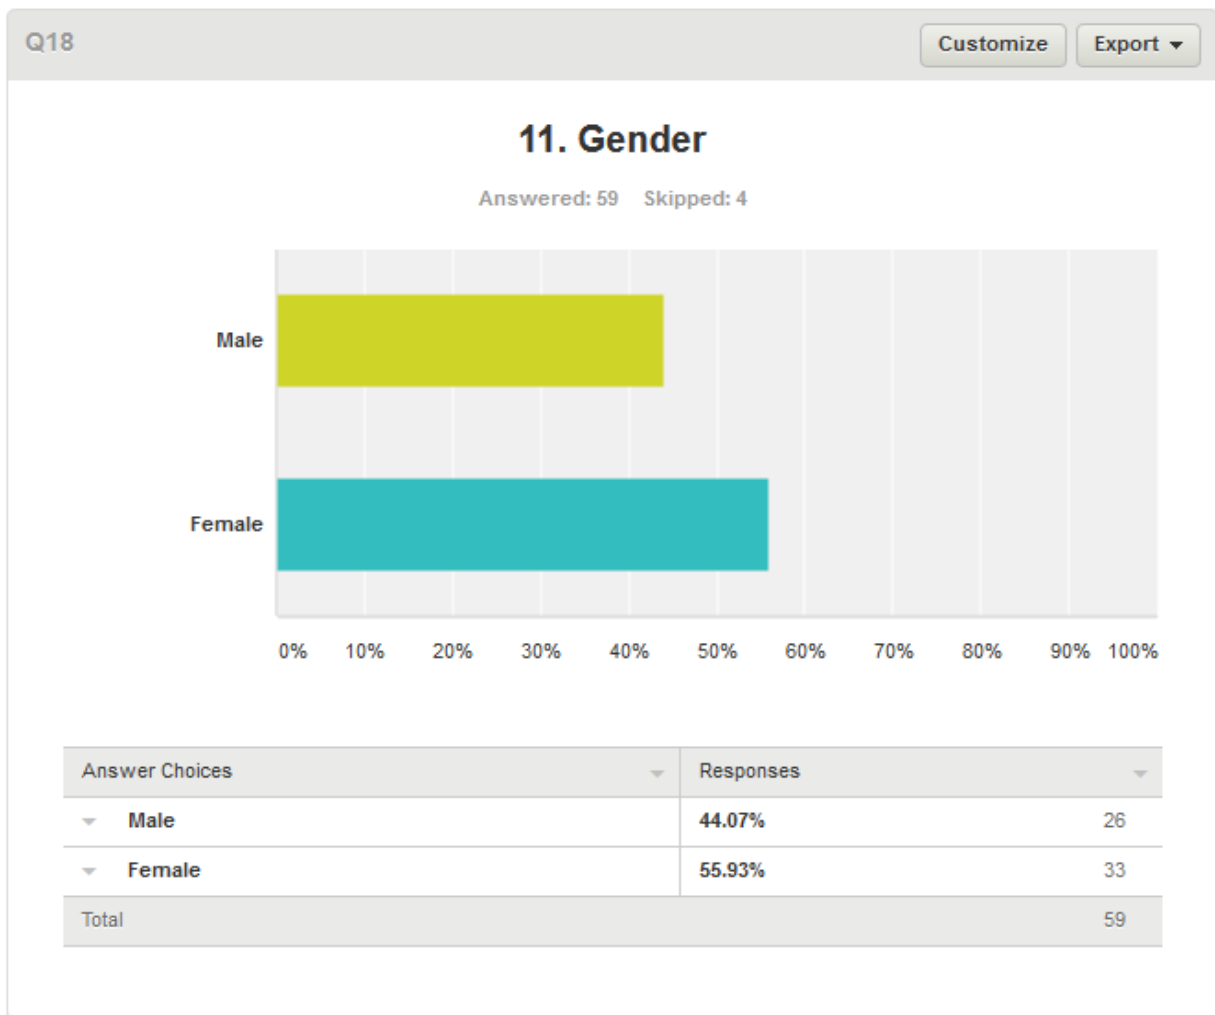 Q18 Customize Export
11. Gender
Answered: 59 Skipped: 4
Male
Female
0% 10% 20% 30% 40% 50% 60% 70% 80% 90% 100%
Answer Choices Responses
Male 44.07% 26
Female 55.93% 33
Total 59